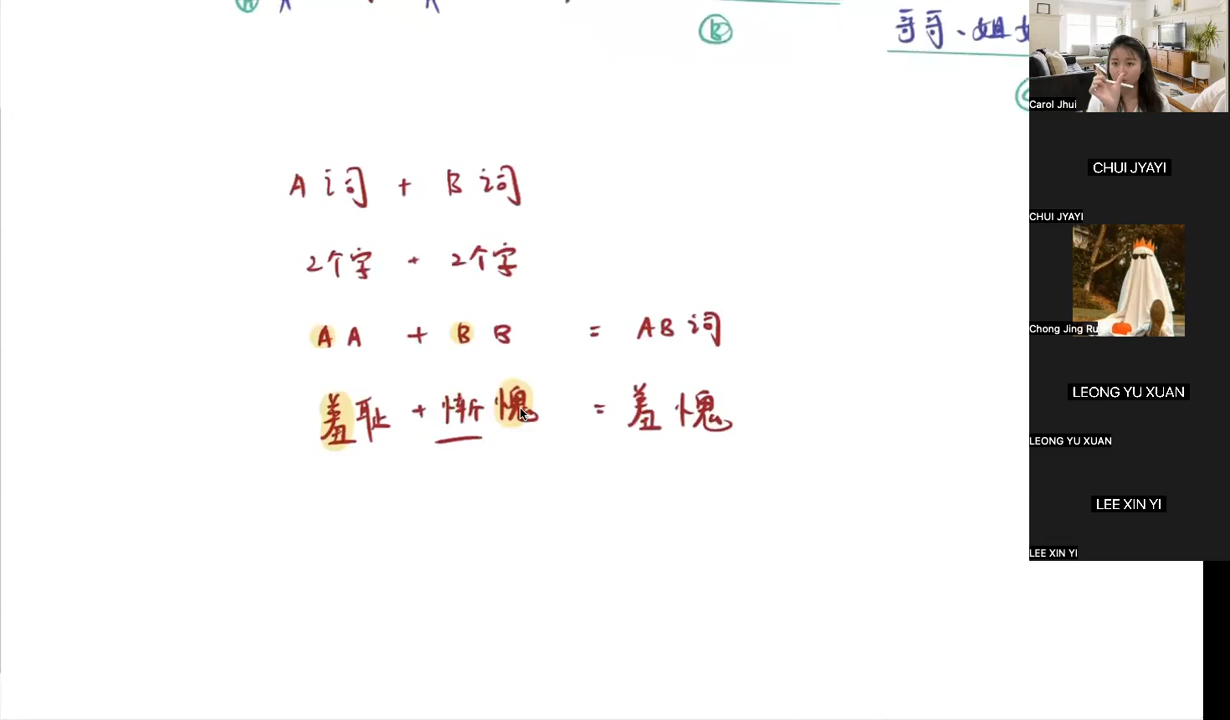 哥哥、姐
A词 + B词
2个字 + 2个字
AA + BB = AB词
羞耻 + 惭愧 = 羞愧
Carol Jhui
CHUI JYAYI
CHUI JYAYI
Chong Jing Ru
LEONG YU XUAN
LEONG YU XUAN
LEE XIN YI
LEE XIN YI